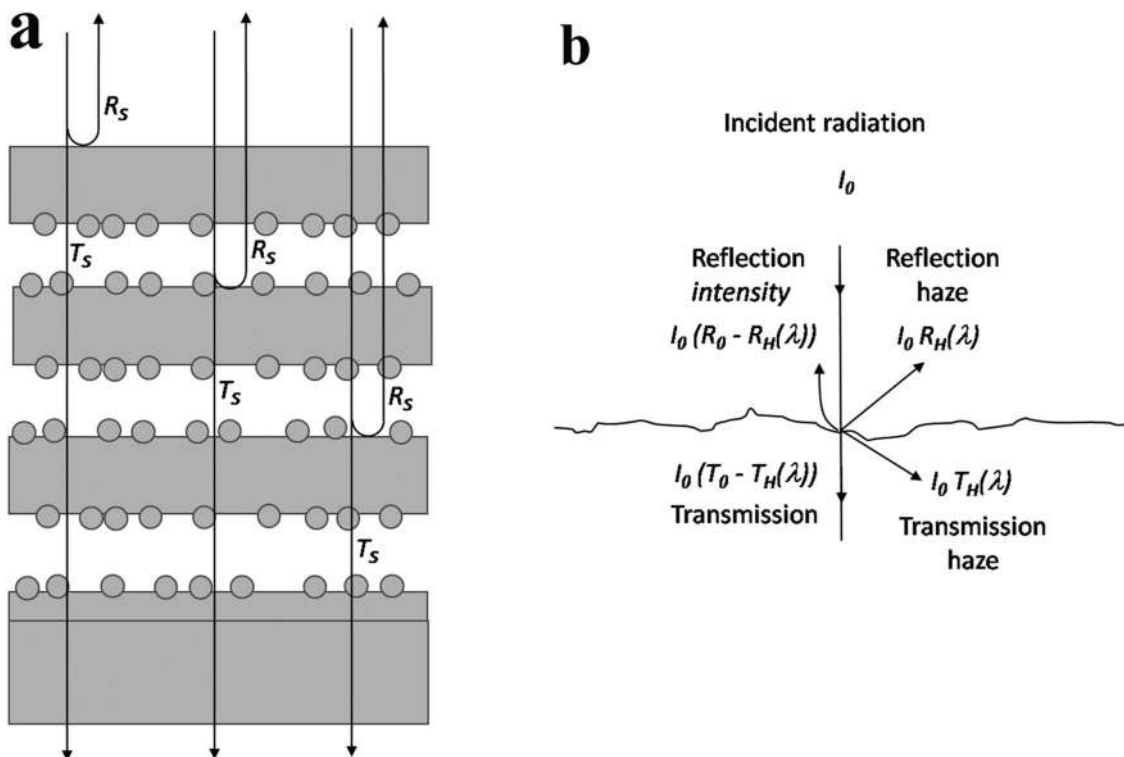 a
R_S
R_S
T_S
T_S
R_S
T_S
b
Incident radiation
I_0
Reflection
intensity
I_0 (R_0 - R_H(λ))
Reflection
haze
I_0 R_H(λ)
I_0 (T_0 - T_H(λ))
Transmission
I_0 T_H(λ)
Transmission
haze